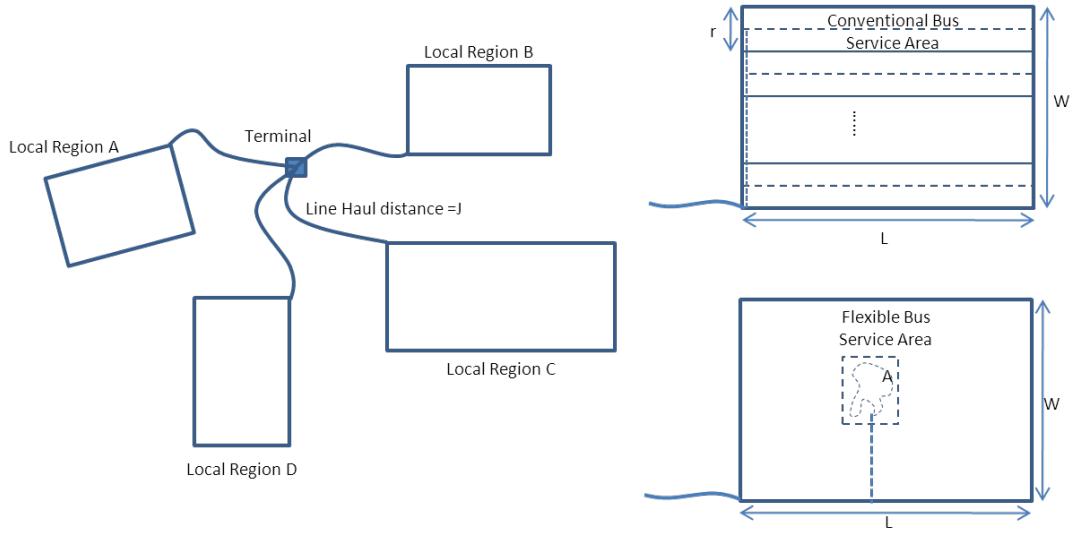 Local Region A
Terminal
Local Region B
Line Haul distance =J
Local Region C
Local Region D
r
Conventional Bus
Service Area
W
L
Flexible Bus
Service Area
A
W
L